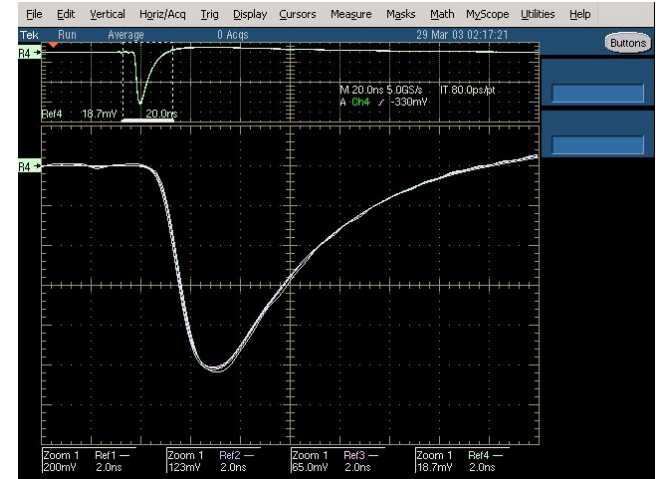 File Edit Vertical Horiz/Acq Trig Display Cursors Measure Masks Math MyScope Utilities Help
Tek Run Average 0 Acqs 29 Mar 03 02:17:21
Buttons
R4
M 20.0ns 5.0GS/s IT 80.0ps/pt
A Ch4 -330mV
Ref4 18.7mV 20.0ns
R4
Zoom 1 Ref1 Zoom 1 Ref2 Zoom 1 Ref3 Zoom 1 Ref4
200mV 2.0ns 123mV 2.0ns 65.0mV 2.0ns 18.7mV 2.0ns